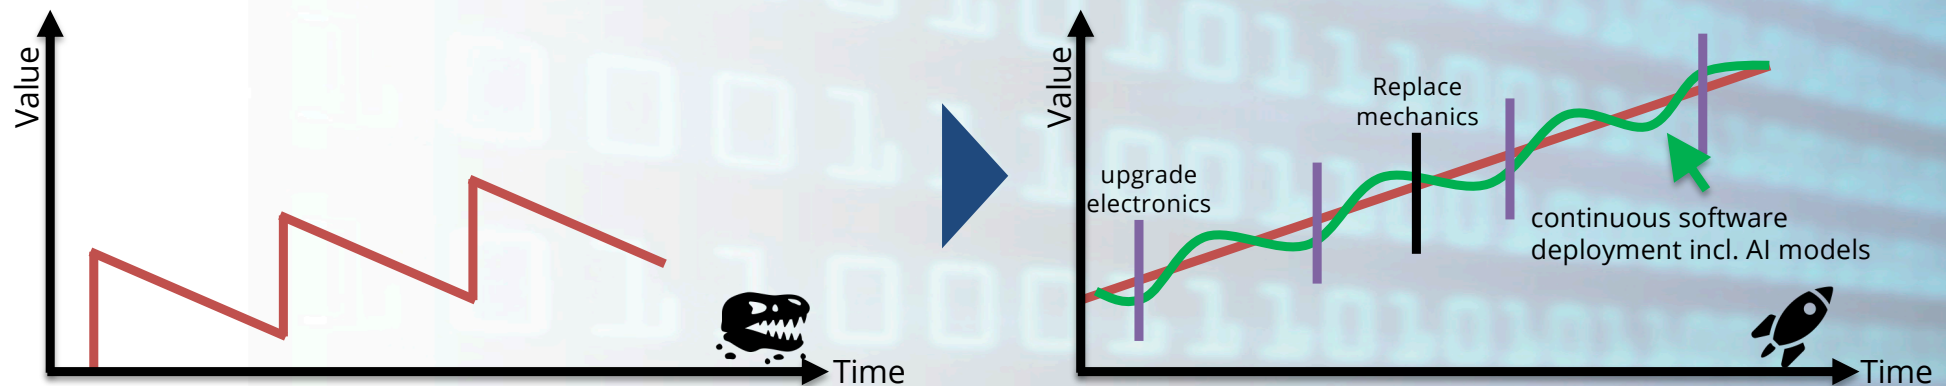 Value
Time
Value
upgrade
electronics
Replace
mechanics
continuous software
deployment incl. AI models
Time